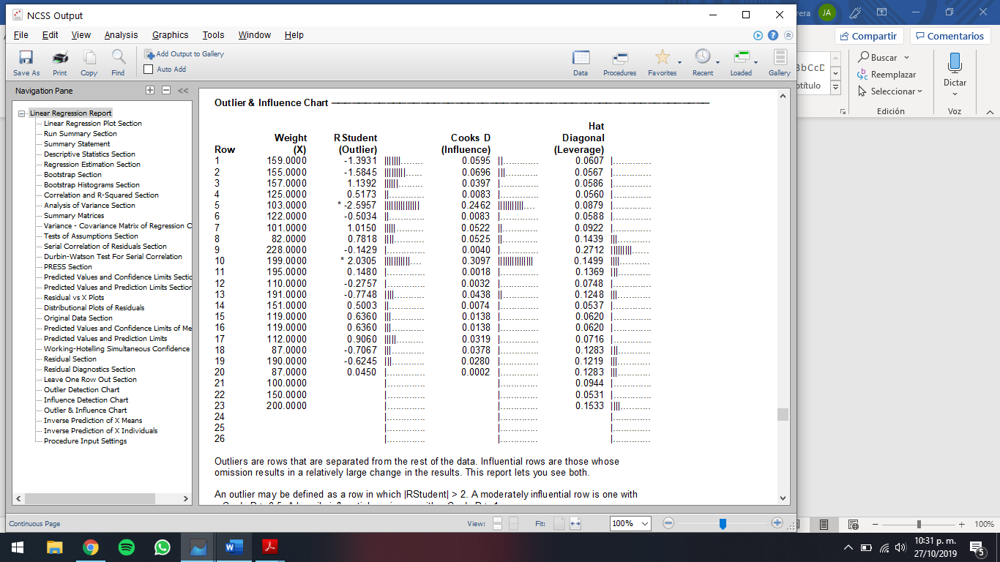 NCSS Output
rera JA
File Edit View Analysis Graphics Tools Window Help
Compartir Comentarios
Save As Print Copy Find
Add Output to Gallery
Auto Add
Data Procedures Favorites Recent Loaded Gallery
Buscar
Reemplazar
Seleccionar
Edición
Dictar
Voz
Navigation Pane
Linear Regression Report
Linear Regression Plot Section
Run Summary Section
Summary Statement
Descriptive Statistics Section
Regression Estimation Section
Bootstrap Section
Bootstrap Histograms Section
Correlation and R-Squared Section
Analysis of Variance Section
Summary Matrices
Variance - Covariance Matrix of Regression C
Tests of Assumptions Section
Serial Correlation of Residuals Section
Durbin-Watson Test For Serial Correlation
PRESS Section
Predicted Values and Confidence Limits Sectio
Predicted Values and Prediction Limits Section
Residual vs X Plots
Distributional Plots of Residuals
Original Data Section
Predicted Values and Confidence Limits of Me
Predicted Values and Prediction Limits
Working-Hotelling Simultaneous Confidence
Residual Section
Residual Diagnostics Section
Leave One Row Out Section
Outlier Detection Chart
Influence Detection Chart
Outlier & Influence Chart
Inverse Prediction of X Means
Inverse Prediction of X Individuals
Procedure Input Settings
Outlier & Influence Chart
Hat
Weight RStudent Cooks D Diagonal
Row (X) (Outlier) (Influence) (Leverage)
1 159.0000 -1.3931 |||||||........ 0.0595 ||............. 0.0607 |..............
2 155.0000 -1.5845 |||||||||...... 0.0696 |||............ 0.0567 |..............
3 157.0000 1.1392 ||||||......... 0.0397 |.............. 0.0586 |..............
4 125.0000 0.5173 ||............. 0.0083 |.............. 0.0560 |..............
5 103.0000 * -2.5957 ||||||||||||||| 0.2462 |||||||||||.... 0.0879 |..............
6 122.0000 -0.5034 ||............. 0.0083 |.............. 0.0588 |..............
7 101.0000 1.0150 |||||.......... 0.0522 ||............. 0.0922 |..............
8 82.0000 0.7818 ||||........... 0.0525 ||............. 0.1439 |||............
9 228.0000 -0.1429 |.............. 0.0040 |.............. 0.2712 |||||||||......
10 199.0000 * 2.0305 |||||||||||.... 0.3097 ||||||||||||||| 0.1499 ||||...........
11 195.0000 0.1480 |.............. 0.0018 |.............. 0.1369 |||............
12 110.0000 -0.2757 |.............. 0.0032 |.............. 0.0748 |..............
13 191.0000 -0.7748 ||||........... 0.0438 ||............. 0.1248 |||............
14 151.0000 0.5003 ||............. 0.0074 |.............. 0.0537 |..............
15 119.0000 0.6360 |||............ 0.0138 |.............. 0.0620 |..............
16 119.0000 0.6360 |||............ 0.0138 |.............. 0.0620 |..............
17 112.0000 0.9060 |||||.......... 0.0319 |.............. 0.0716 |..............
18 87.0000 -0.7067 |||............ 0.0378 |.............. 0.1283 |||............
19 190.0000 -0.6245 |||............ 0.0280 |.............. 0.1219 |||............
20 87.0000 0.0450 |.............. 0.0002 |.............. 0.1283 |||............
21 100.0000 |.............. |.............. 0.0944 |..............
22 150.0000 |.............. |.............. 0.0531 |..............
23 200.0000 |.............. |.............. 0.1533 ||||...........
24 |.............. |.............. |..............
25 |.............. |.............. |..............
26 |.............. |.............. |..............
Outliers are rows that are separated from the rest of the data. Influential rows are those whose
omission results in a relatively large change in the results. This report lets you see both.
An outlier may be defined as a row in which |RStudent| > 2. A moderately influential row is one with
Continuous Page
View: Fit: 100%
100%
10:31 p. m.
27/10/2019
5